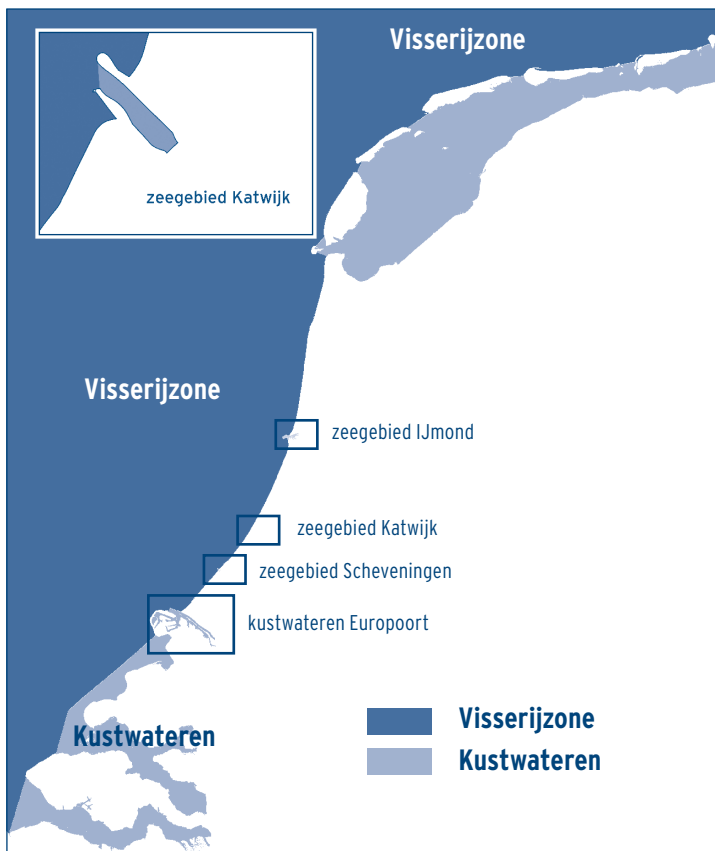 Visserijzone
zeegebied Katwijk
Visserijzone
zeegebied IJmond
zeegebied Katwijk
zeegebied Scheveningen
kustwateren Europoort
Kustwateren
Visserijzone
Kustwateren